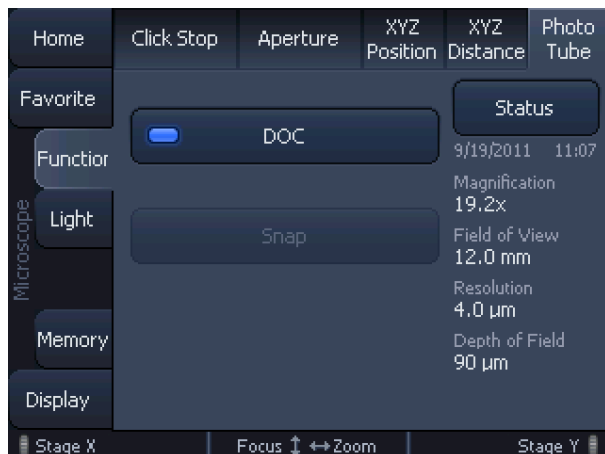 Home
Click Stop
Aperture
XYZ
Position
XYZ
Distance
Photo
Tube
Favorite
Status
DOC
9/19/2011 11:07
Function
Magnification
19.2x
Microscope
Light
Snap
Field of View
12.0 mm
Resolution
4.0 µm
Memory
Depth of Field
90 µm
Display
Stage X
Focus ↕ ↔ Zoom
Stage Y